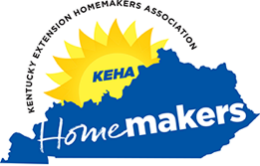 KENTUCKY EXTENSION HOMEMAKERS ASSOCIATION
KEHA
Homemakers